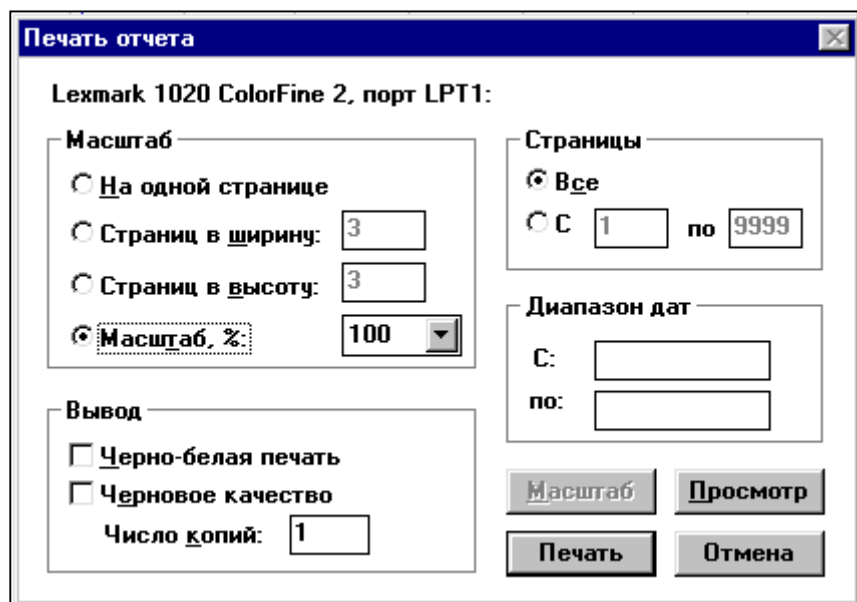 Печать отчета
Lexmark 1020 ColorFine 2, порт LPT1:
Масштаб
На одной странице
Страниц в ширину: 3
Страниц в высоту: 3
Масштаб, %: 100
Вывод
Черно-белая печать
Черновое качество
Число копий: 1
Страницы
Все
С 1 по 9999
Диапазон дат
С:
по:
Масштаб Просмотр
Печать Отмена